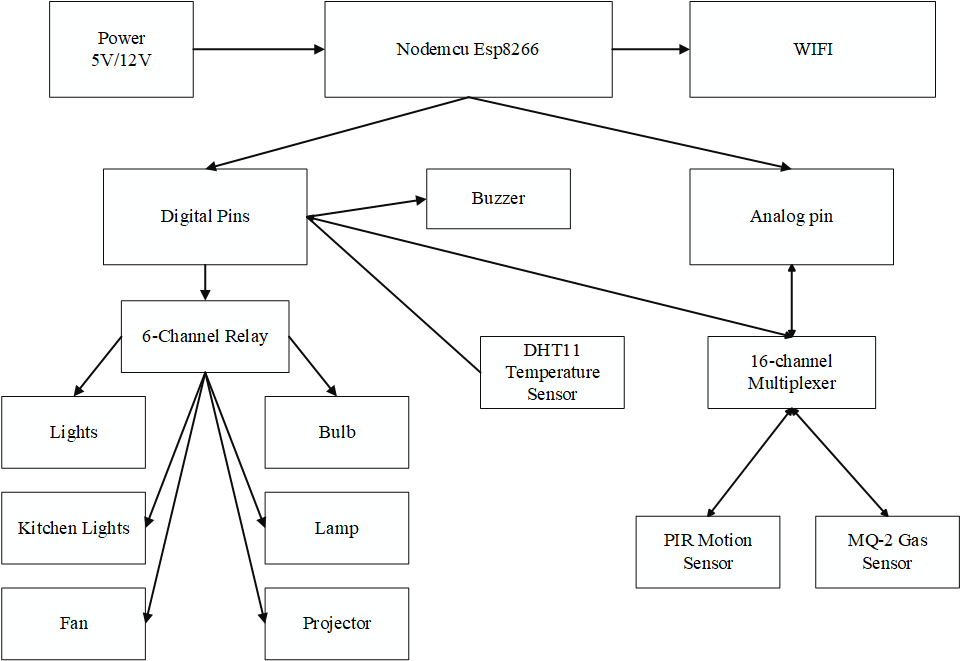 Power
5V/12V
Nodemcu Esp8266
WIFI
Digital Pins
Buzzer
Analog pin
6-Channel Relay
DHT11
Temperature
Sensor
16-channel
Multiplexer
Lights
Bulb
Kitchen Lights
Lamp
PIR Motion
Sensor
MQ-2 Gas
Sensor
Fan
Projector